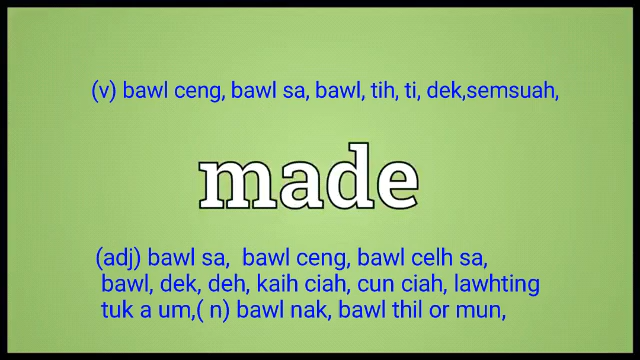 (v) bawl ceng, bawl sa, bawl, tih, ti, dek,semsuah,
made
(adj) bawl sa,  bawl ceng, bawl celh sa,
bawl, dek, deh, kaih ciah, cun ciah, lawhting
tuk a um,( n) bawl nak, bawl thil or mun,